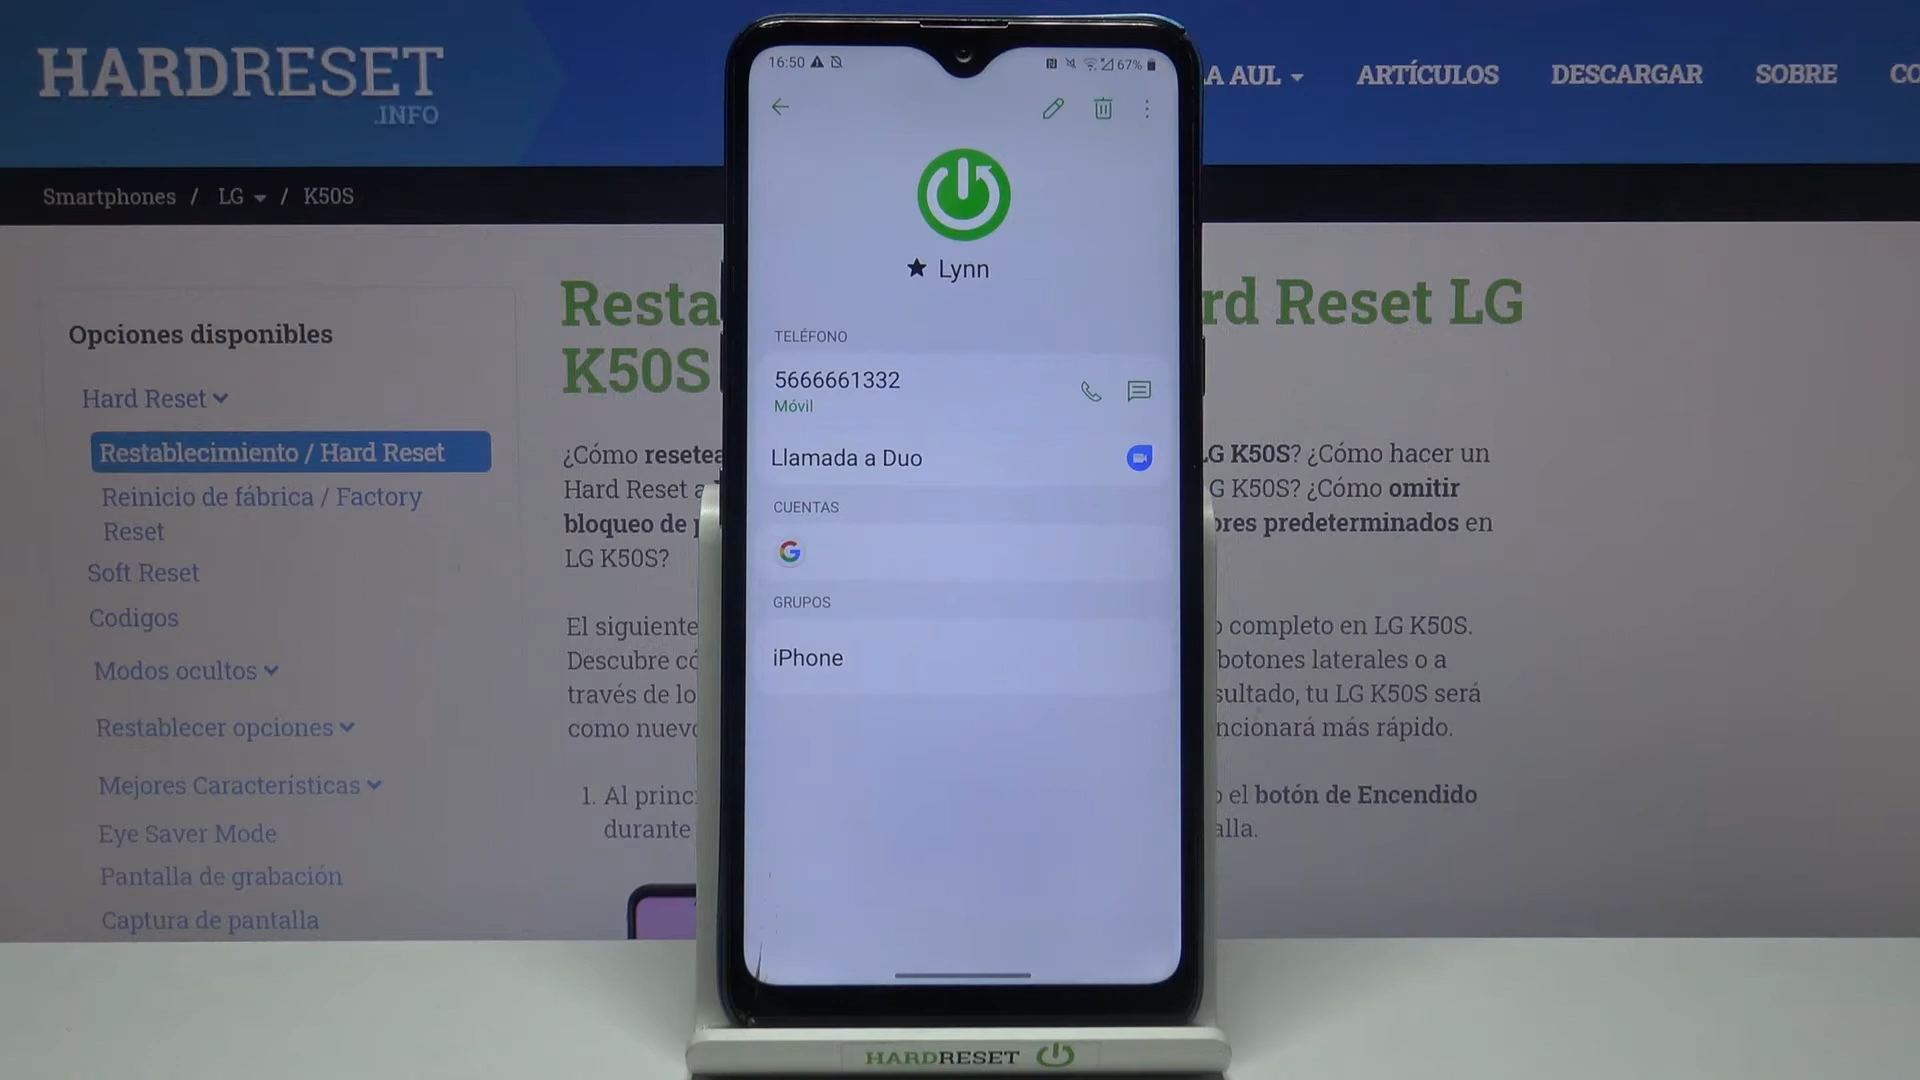 HARDRESET
.INFO
A AUL
ARTÍCULOS
DESCARGAR
SOBRE
CO
Smartphones / LG / K50S
Opciones disponibles
Hard Reset
Restablecimiento / Hard Reset
Reinicio de fábrica / Factory
Reset
Soft Reset
Codigos
Modos ocultos
Restablecer opciones
Mejores Características
Eye Saver Mode
Pantalla de grabación
Captura de pantalla
Resta
rd Reset LG
K50S
¿Cómo resetea
LG K50S? ¿Cómo hacer un
Hard Reset a
G K50S? ¿Cómo omitir
bloqueo de p
ores predeterminados en
LG K50S?
El siguiente
completo en LG K50S.
Descubre có
botones laterales o a
través de lo
sultado, tu LG K50S será
como nuevo
ncionará más rápido.
1. Al princ
el botón de Encendido
durante
alla.
16:50
67%
Lynn
TELÉFONO
5666661332
Móvil
Llamada a Duo
CUENTAS
GRUPOS
iPhone
HARDRESET